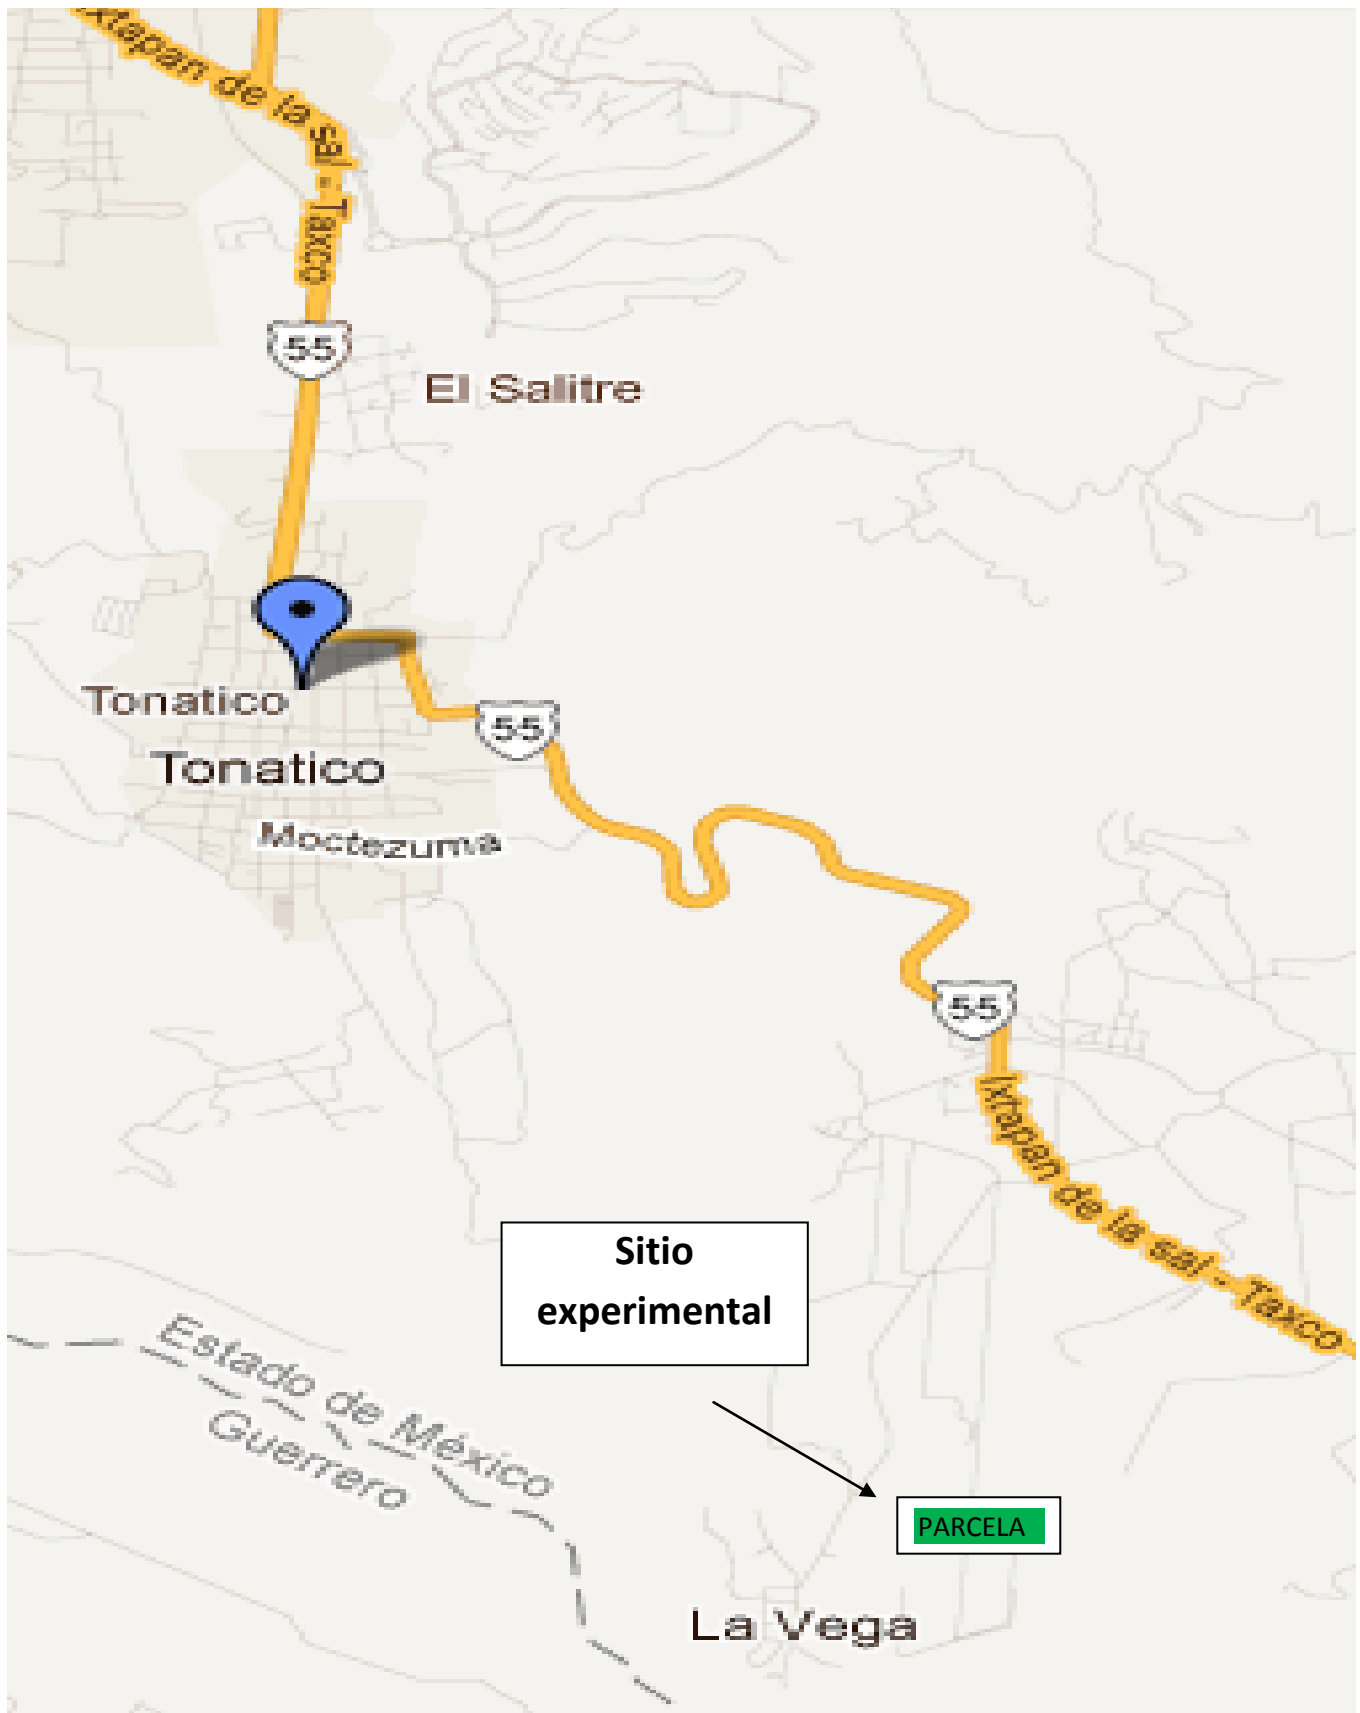 Ixtapan de la sal - Taxco
55
El Salitre
Tonatico
55
Tonatico
Moctezuma
55
Ixtapan de la sal - Taxco
Sitio
experimental
Estado de México
Guerrero
PARCELA
La Vega